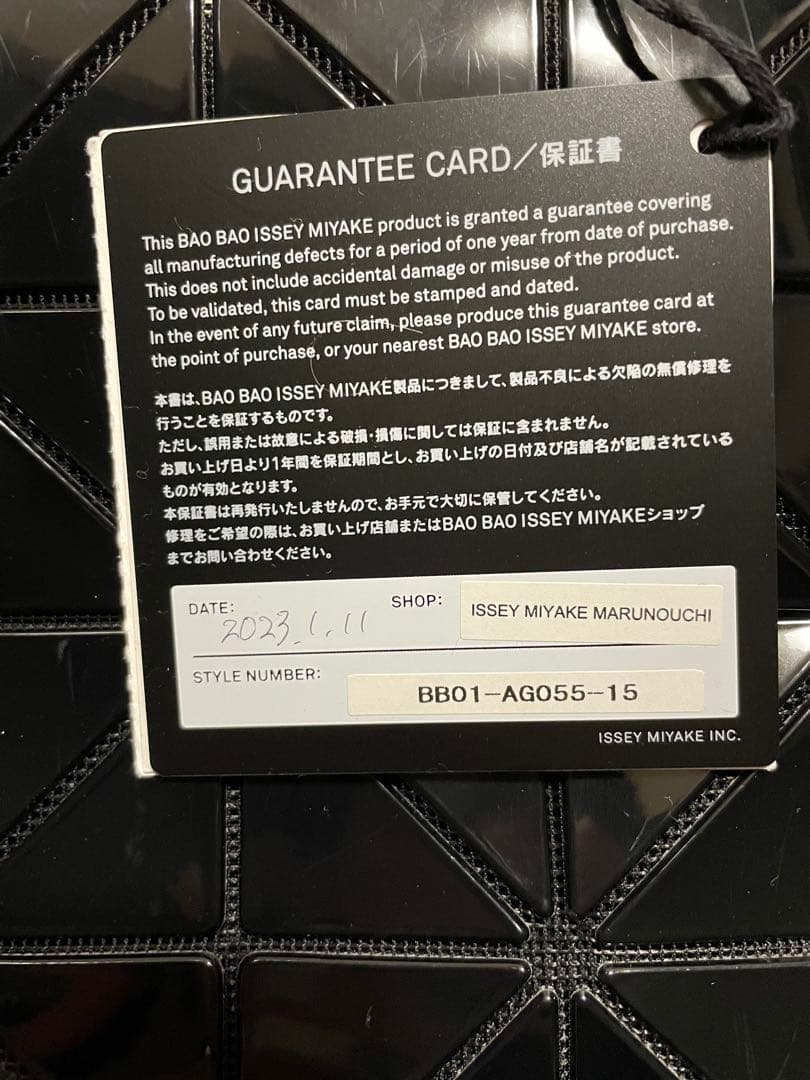 GUARANTEE CARD/保証書
This BAO BAO ISSEY MIYAKE product is granted a guarantee covering
all manufacturing defects for a period of one year from date of purchase.
This does not include accidental damage or misuse of the product.
To be validated, this card must be stamped and dated.
In the event of any future claim, please produce this guarantee card at
the point of purchase, or your nearest BAO BAO ISSEY MIYAKE store.
本書は、BAO BAO ISSEY MIYAKE製品につきまして、製品不良による欠陥の無償修理を
行うことを保証するものです。
ただし、誤用または故意による破損・損傷に関しては保証に含まれません。
お買い上げ日より1年間を保証期間とし、お買い上げの日付及び店舗名が記載されている
ものが有効となります。
本保証書は再発行いたしませんので、お手元で大切に保管してください。
修理をご希望の際は、お買い上げ店舗またはBAO BAO ISSEY MIYAKEショップ
までお問い合わせください。
DATE: 2023.1.11 SHOP: ISSEY MIYAKE MARUNOUCHI
STYLE NUMBER: BB01-AG055-15
ISSEY MIYAKE INC.